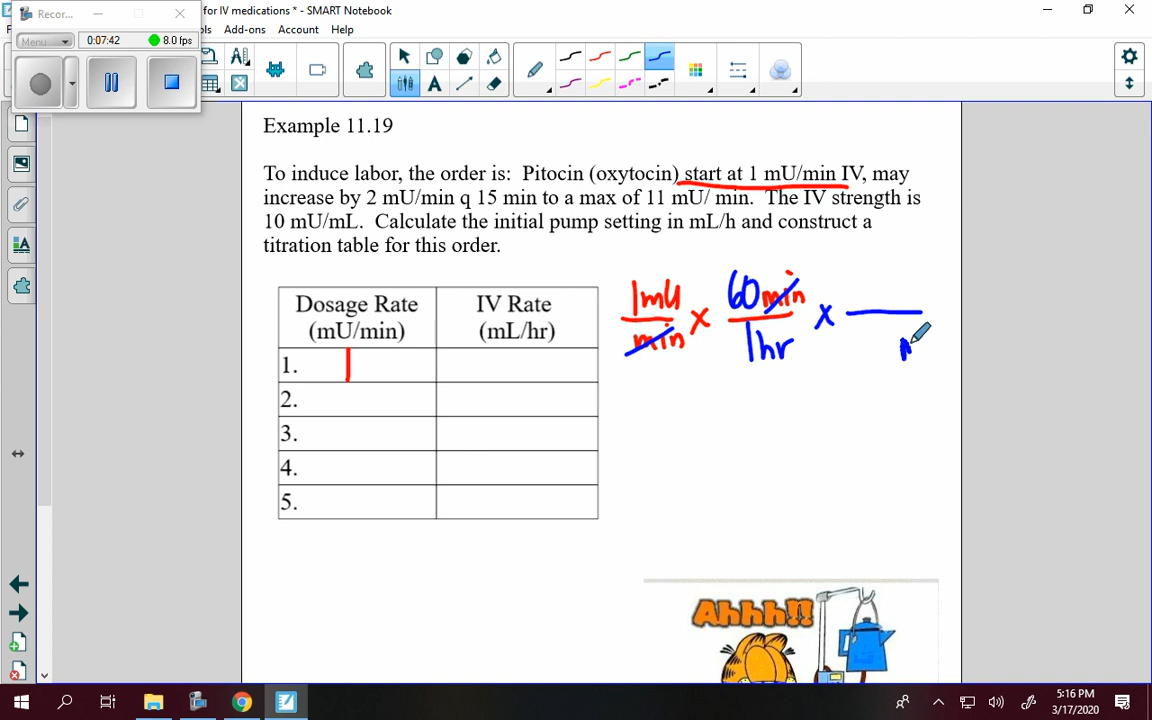 Recor...
for IV medications * - SMART Notebook
Menu
0:07:42
8.0 fps
ls Add-ons Account Help
Example 11.19
To induce labor, the order is: Pitocin (oxytocin) start at 1 mU/min IV, may
increase by 2 mU/min q 15 min to a max of 11 mU/ min. The IV strength is
10 mU/mL. Calculate the initial pump setting in mL/h and construct a
titration table for this order.
Dosage Rate
(mU/min)
IV Rate
(mL/hr)
1. 1
2.
3.
4.
5.
1mU
min
x
60min
1hr
x
Ahhh!!
5:16 PM
3/17/2020